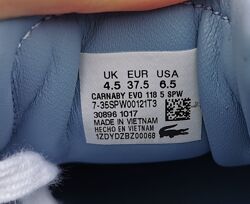 UK EUR USA
4.5 37.5 6.5
CARNABY EVO 118 5 SPW
7-35SPW00121T3
30896 1017
MADE IN VIETNAM
HECHO EN VIETNAM
1ZDYDZBZ00068